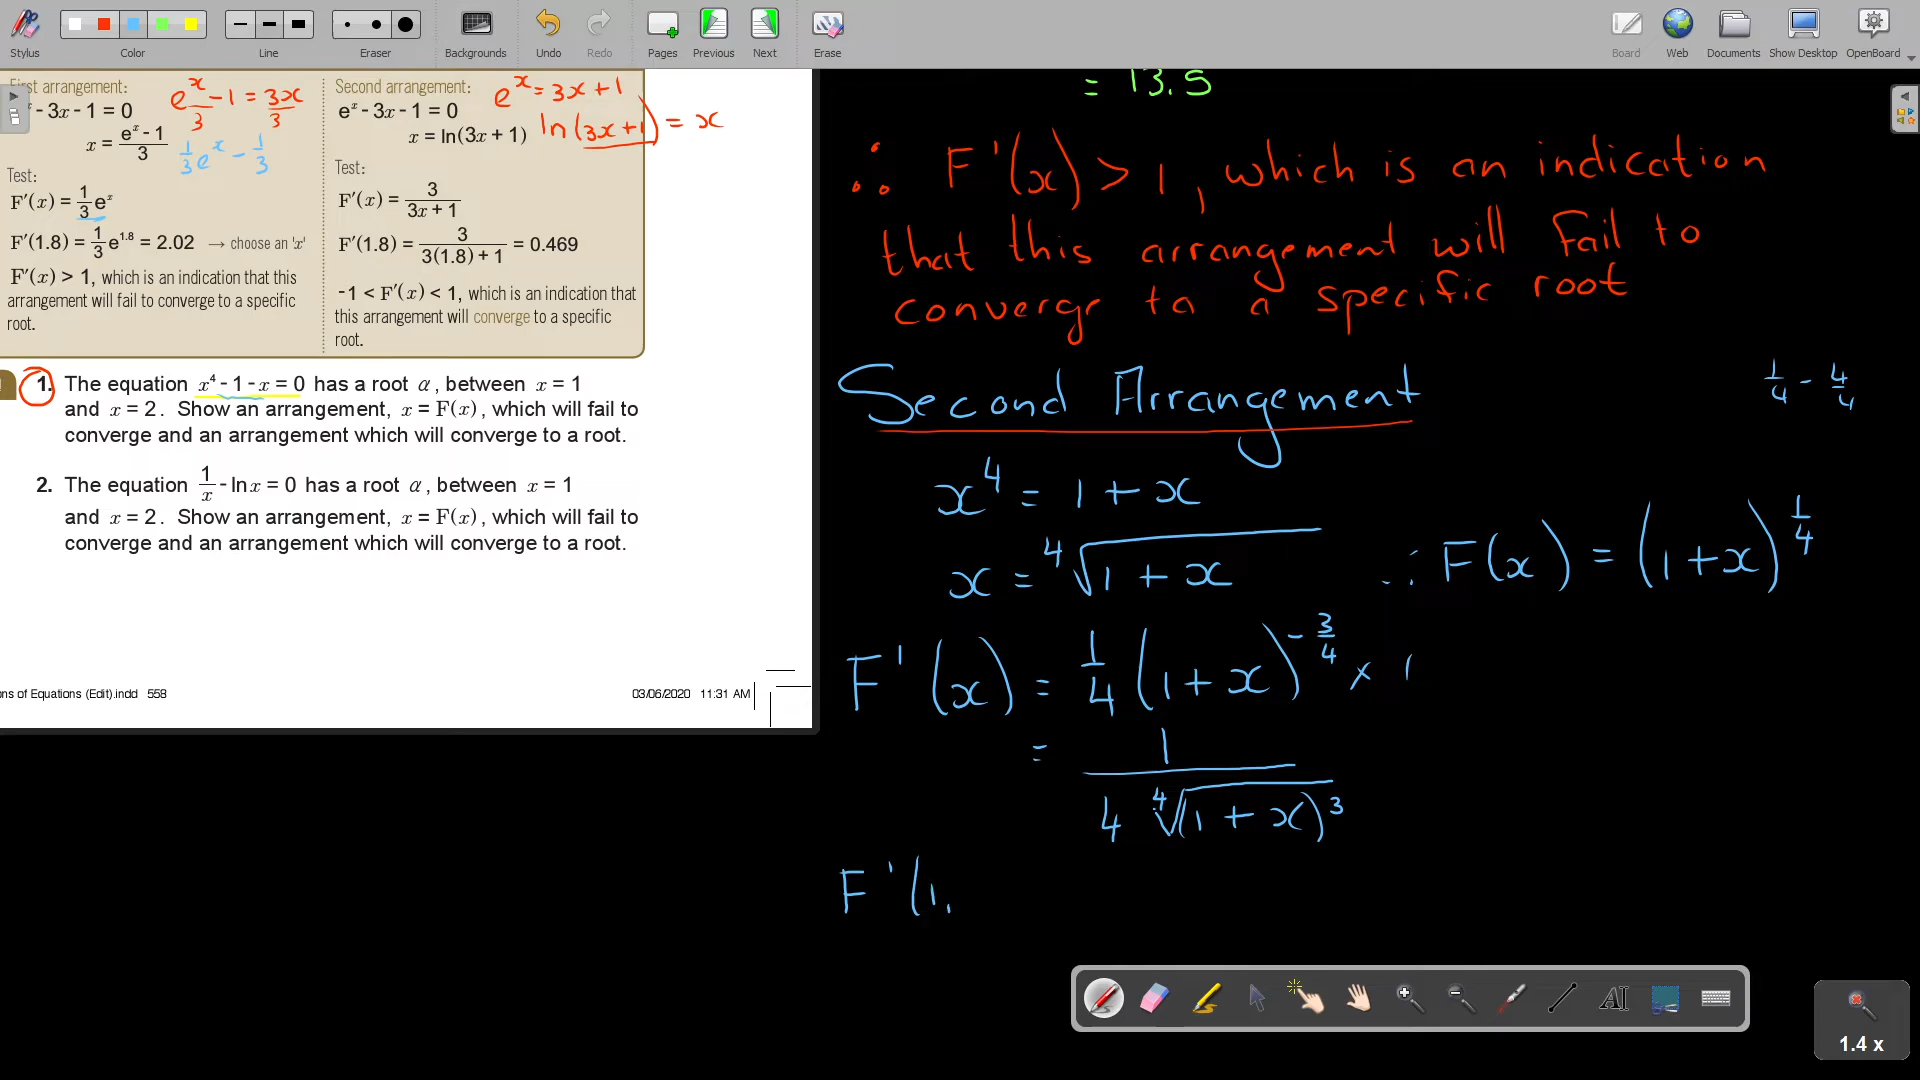 Stylus
Color
Line
Eraser
Backgrounds
Undo
Redo
Pages
Previous
Next
Erase
Board
Web
Documents
Show Desktop
OpenBoard
First arrangement:
- 3x - 1 = 0
x = (eˣ - 1)/3
eˣ/3 - 1 = 3x/3
1/3 eˣ - 1/3
Test:
F′(x) = 1/3 eˣ
F′(1.8) = 1/3 e^1.8 = 2.02 → choose an 'x'
F′(x) > 1, which is an indication that this
arrangement will fail to converge to a specific
root.
Second arrangement:
eˣ - 3x - 1 = 0
x = ln(3x + 1)
eˣ = 3x + 1
ln(3x + 1) = x
Test:
F′(x) = 3/(3x + 1)
F′(1.8) = 3/(3(1.8) + 1) = 0.469
-1 < F′(x) < 1, which is an indication that
this arrangement will converge to a specific
root.
1. The equation x⁴ - 1 - x = 0 has a root α, between x = 1
and x = 2. Show an arrangement, x = F(x), which will fail to
converge and an arrangement which will converge to a root.
2. The equation 1/x - ln x = 0 has a root α, between x = 1
and x = 2. Show an arrangement, x = F(x), which will fail to
converge and an arrangement which will converge to a root.
ns of Equations (Edit).indd 558
03/06/2020 11:31 AM
= 13.5
∴ F'(x) > 1, which is an indication
that this arrangement will fail to
converge to a specific root
Second Arrangement
1/4 - 4/4
x⁴ = 1 + x
x = ⁴√(1 + x) ∴ F(x) = (1 + x)^(1/4)
F'(x) = 1/4 (1 + x)^(-3/4) × 1
= 1/(4 ⁴√(1 + x)³)
F'(1.
1.4 x